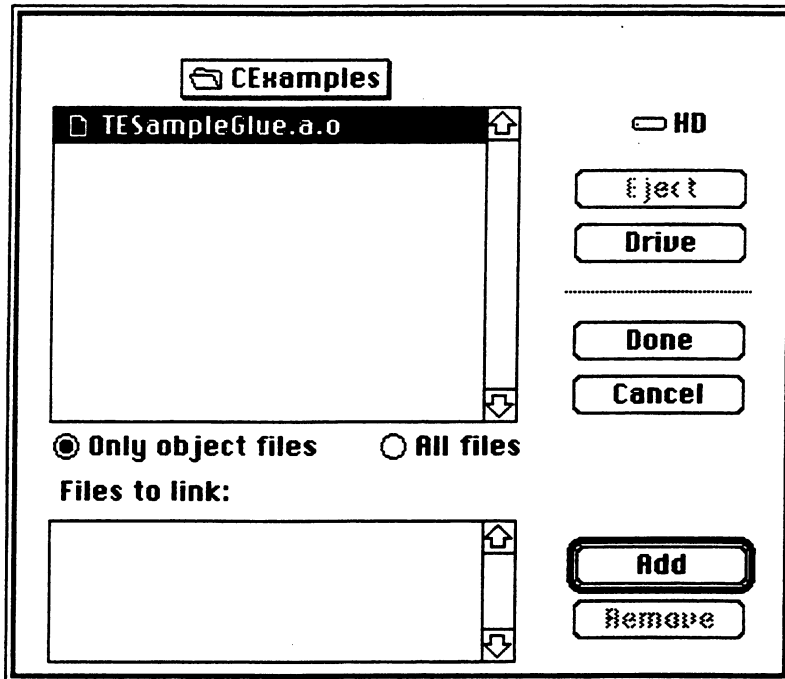 CExamples
TESampleGlue.a.o
HD
Eject
Drive
Done
Cancel
Only object files
All files
Files to link:
Add
Remove